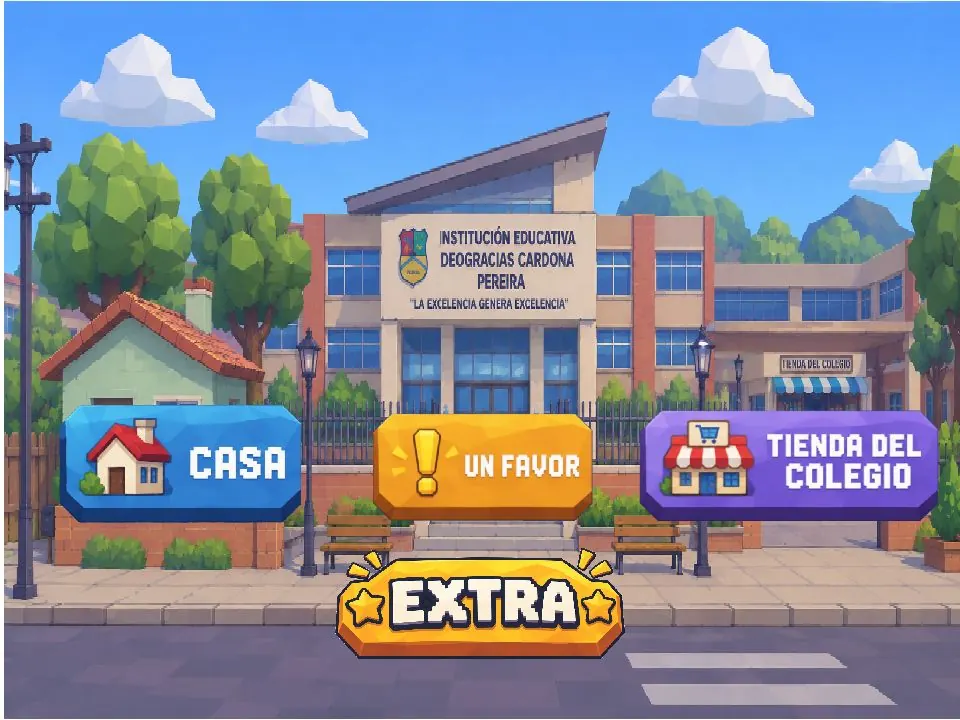 INSTITUCIÓN EDUCATIVA
DEOGRACIAS CARDONA
PEREIRA
"LA EXCELENCIA GENERA EXCELENCIA"
TIENDA DEL COLEGIO
CASA
UN FAVOR
TIENDA DEL
COLEGIO
EXTRA